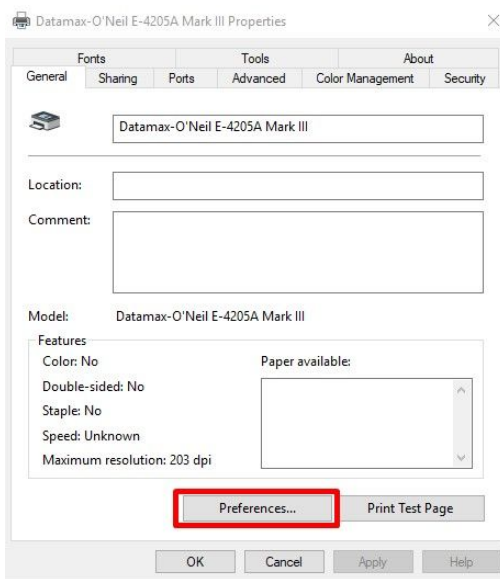 Datamax-O'Neil E-4205A Mark III Properties
Fonts Tools About
General Sharing Ports Advanced Color Management Security
Datamax-O'Neil E-4205A Mark III
Location:
Comment:
Model: Datamax-O'Neil E-4205A Mark III
Features
Color: No Paper available:
Double-sided: No
Staple: No
Speed: Unknown
Maximum resolution: 203 dpi
Preferences... Print Test Page
OK Cancel Apply Help